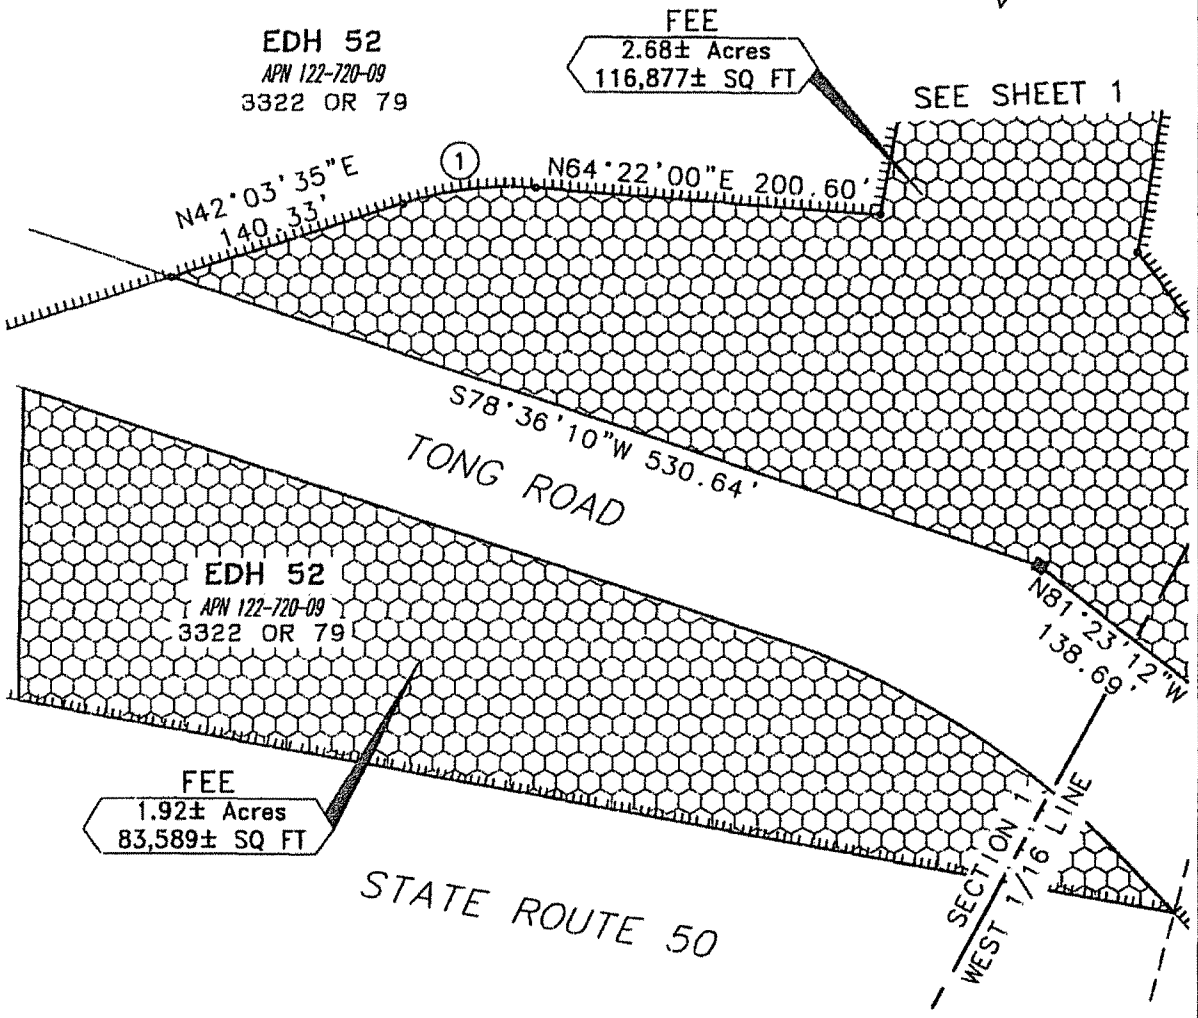 FEE
2.68± Acres
116,877± SQ FT
EDH 52
APN 122-720-09
3322 OR 79
SEE SHEET 1
1
N64°22'00"E 200.60'
N42°03'35"E
140.33'
S78°36'10"W 530.64'
TONG ROAD
N81°23'12"W
138.69'
EDH 52
APN 122-720-09
3322 OR 79
FEE
1.92± Acres
83,589± SQ FT
SECTION 1
WEST 1/16 LINE
STATE ROUTE 50